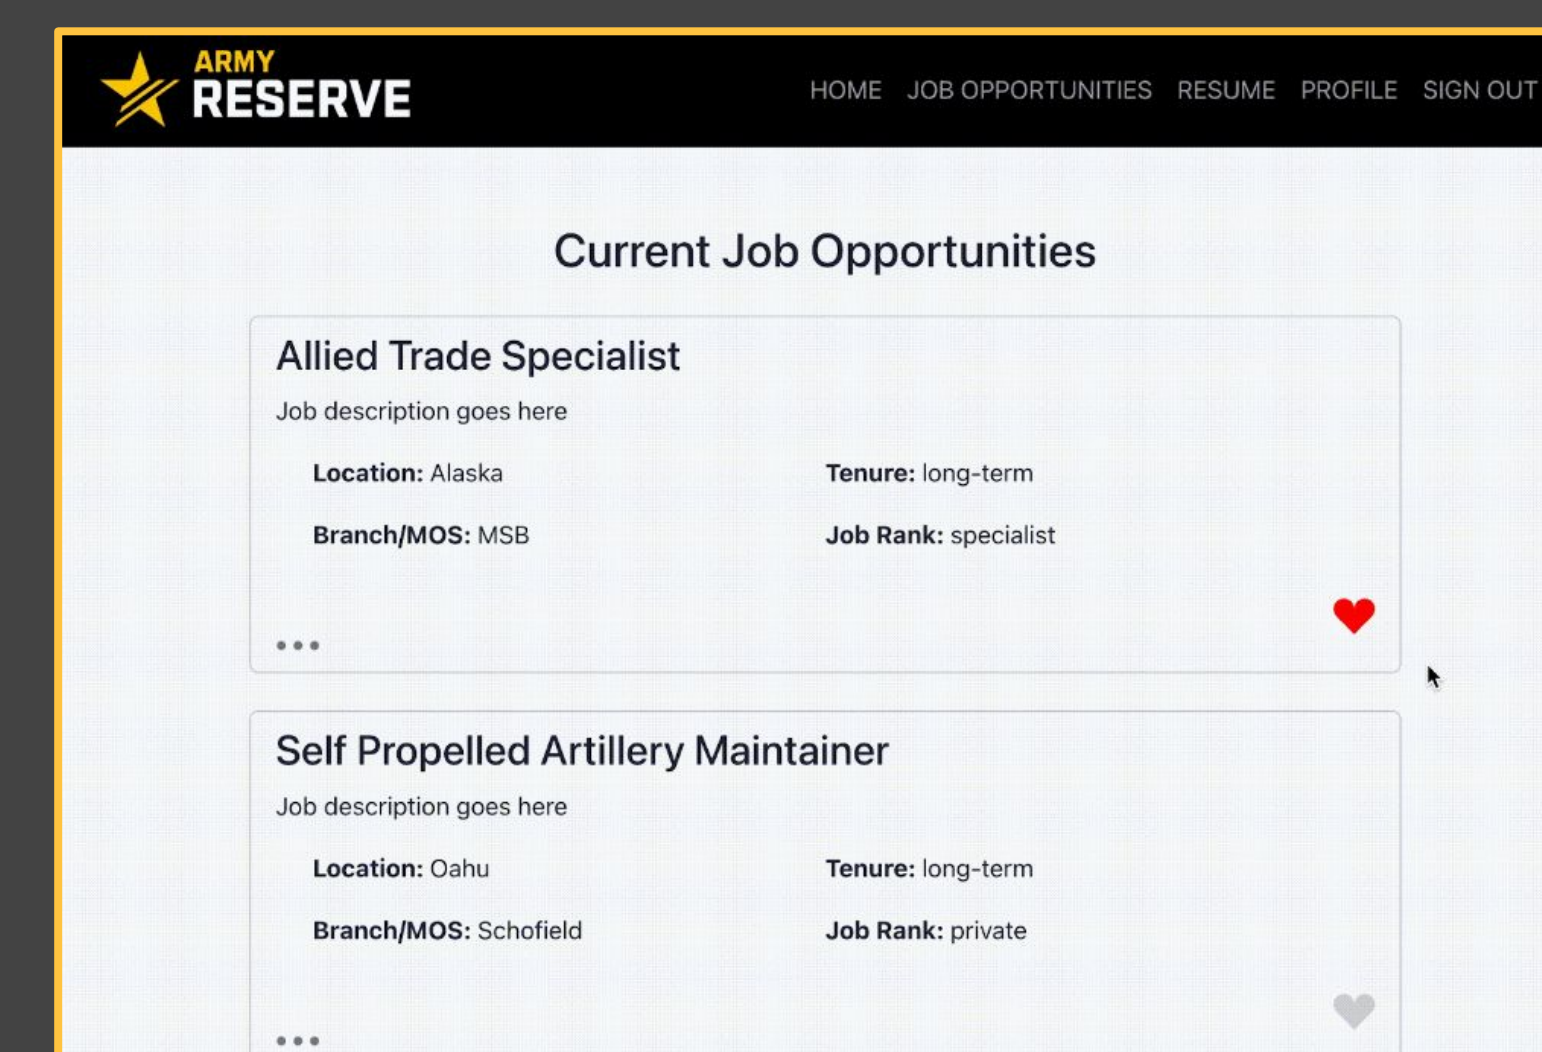 ARMY
RESERVE
HOME JOB OPPORTUNITIES RESUME PROFILE SIGN OUT
Current Job Opportunities
Allied Trade Specialist
Job description goes here
Location: Alaska Tenure: long-term
Branch/MOS: MSB Job Rank: specialist
Self Propelled Artillery Maintainer
Job description goes here
Location: Oahu Tenure: long-term
Branch/MOS: Schofield Job Rank: private